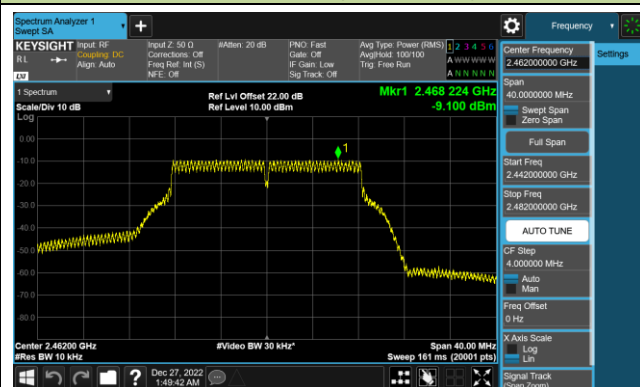 Spectrum Analyzer 1
Swept SA
Frequency
KEYSIGHT
R L
LXI
Input: RF
Coupling: DC
Align: Auto
Input Z: 50 Ω
Corrections: Off
Freq Ref: Int (S)
NFE: Off
#Atten: 20 dB
PNO: Fast
Gate: Off
IF Gain: Low
Sig Track: Off
Avg Type: Power (RMS)
Avg|Hold: 100/100
Trig: Free Run
1 2 3 4 5 6
A W W W W W
A N N N N N
Center Frequency
2.462000000 GHz
Settings
Span
40.0000000 MHz
Swept Span
Zero Span
Full Span
Start Freq
2.442000000 GHz
Stop Freq
2.482000000 GHz
AUTO TUNE
CF Step
4.000000 MHz
Auto
Man
Freq Offset
0 Hz
X Axis Scale
Log
Lin
Signal Track
(Span Zoom)
1 Spectrum
Scale/Div 10 dB
Log
Ref Lvl Offset 22.00 dB
Ref Level 10.00 dBm
Mkr1 2.468 224 GHz
-9.100 dBm
1
0.00
-10.0
-20.0
-30.0
-40.0
-50.0
-60.0
-70.0
-80.0
Center 2.46200 GHz
#Res BW 10 kHz
#Video BW 30 kHz*
Span 40.00 MHz
Sweep 161 ms (20001 pts)
?
Dec 27, 2022
1:49:42 AM